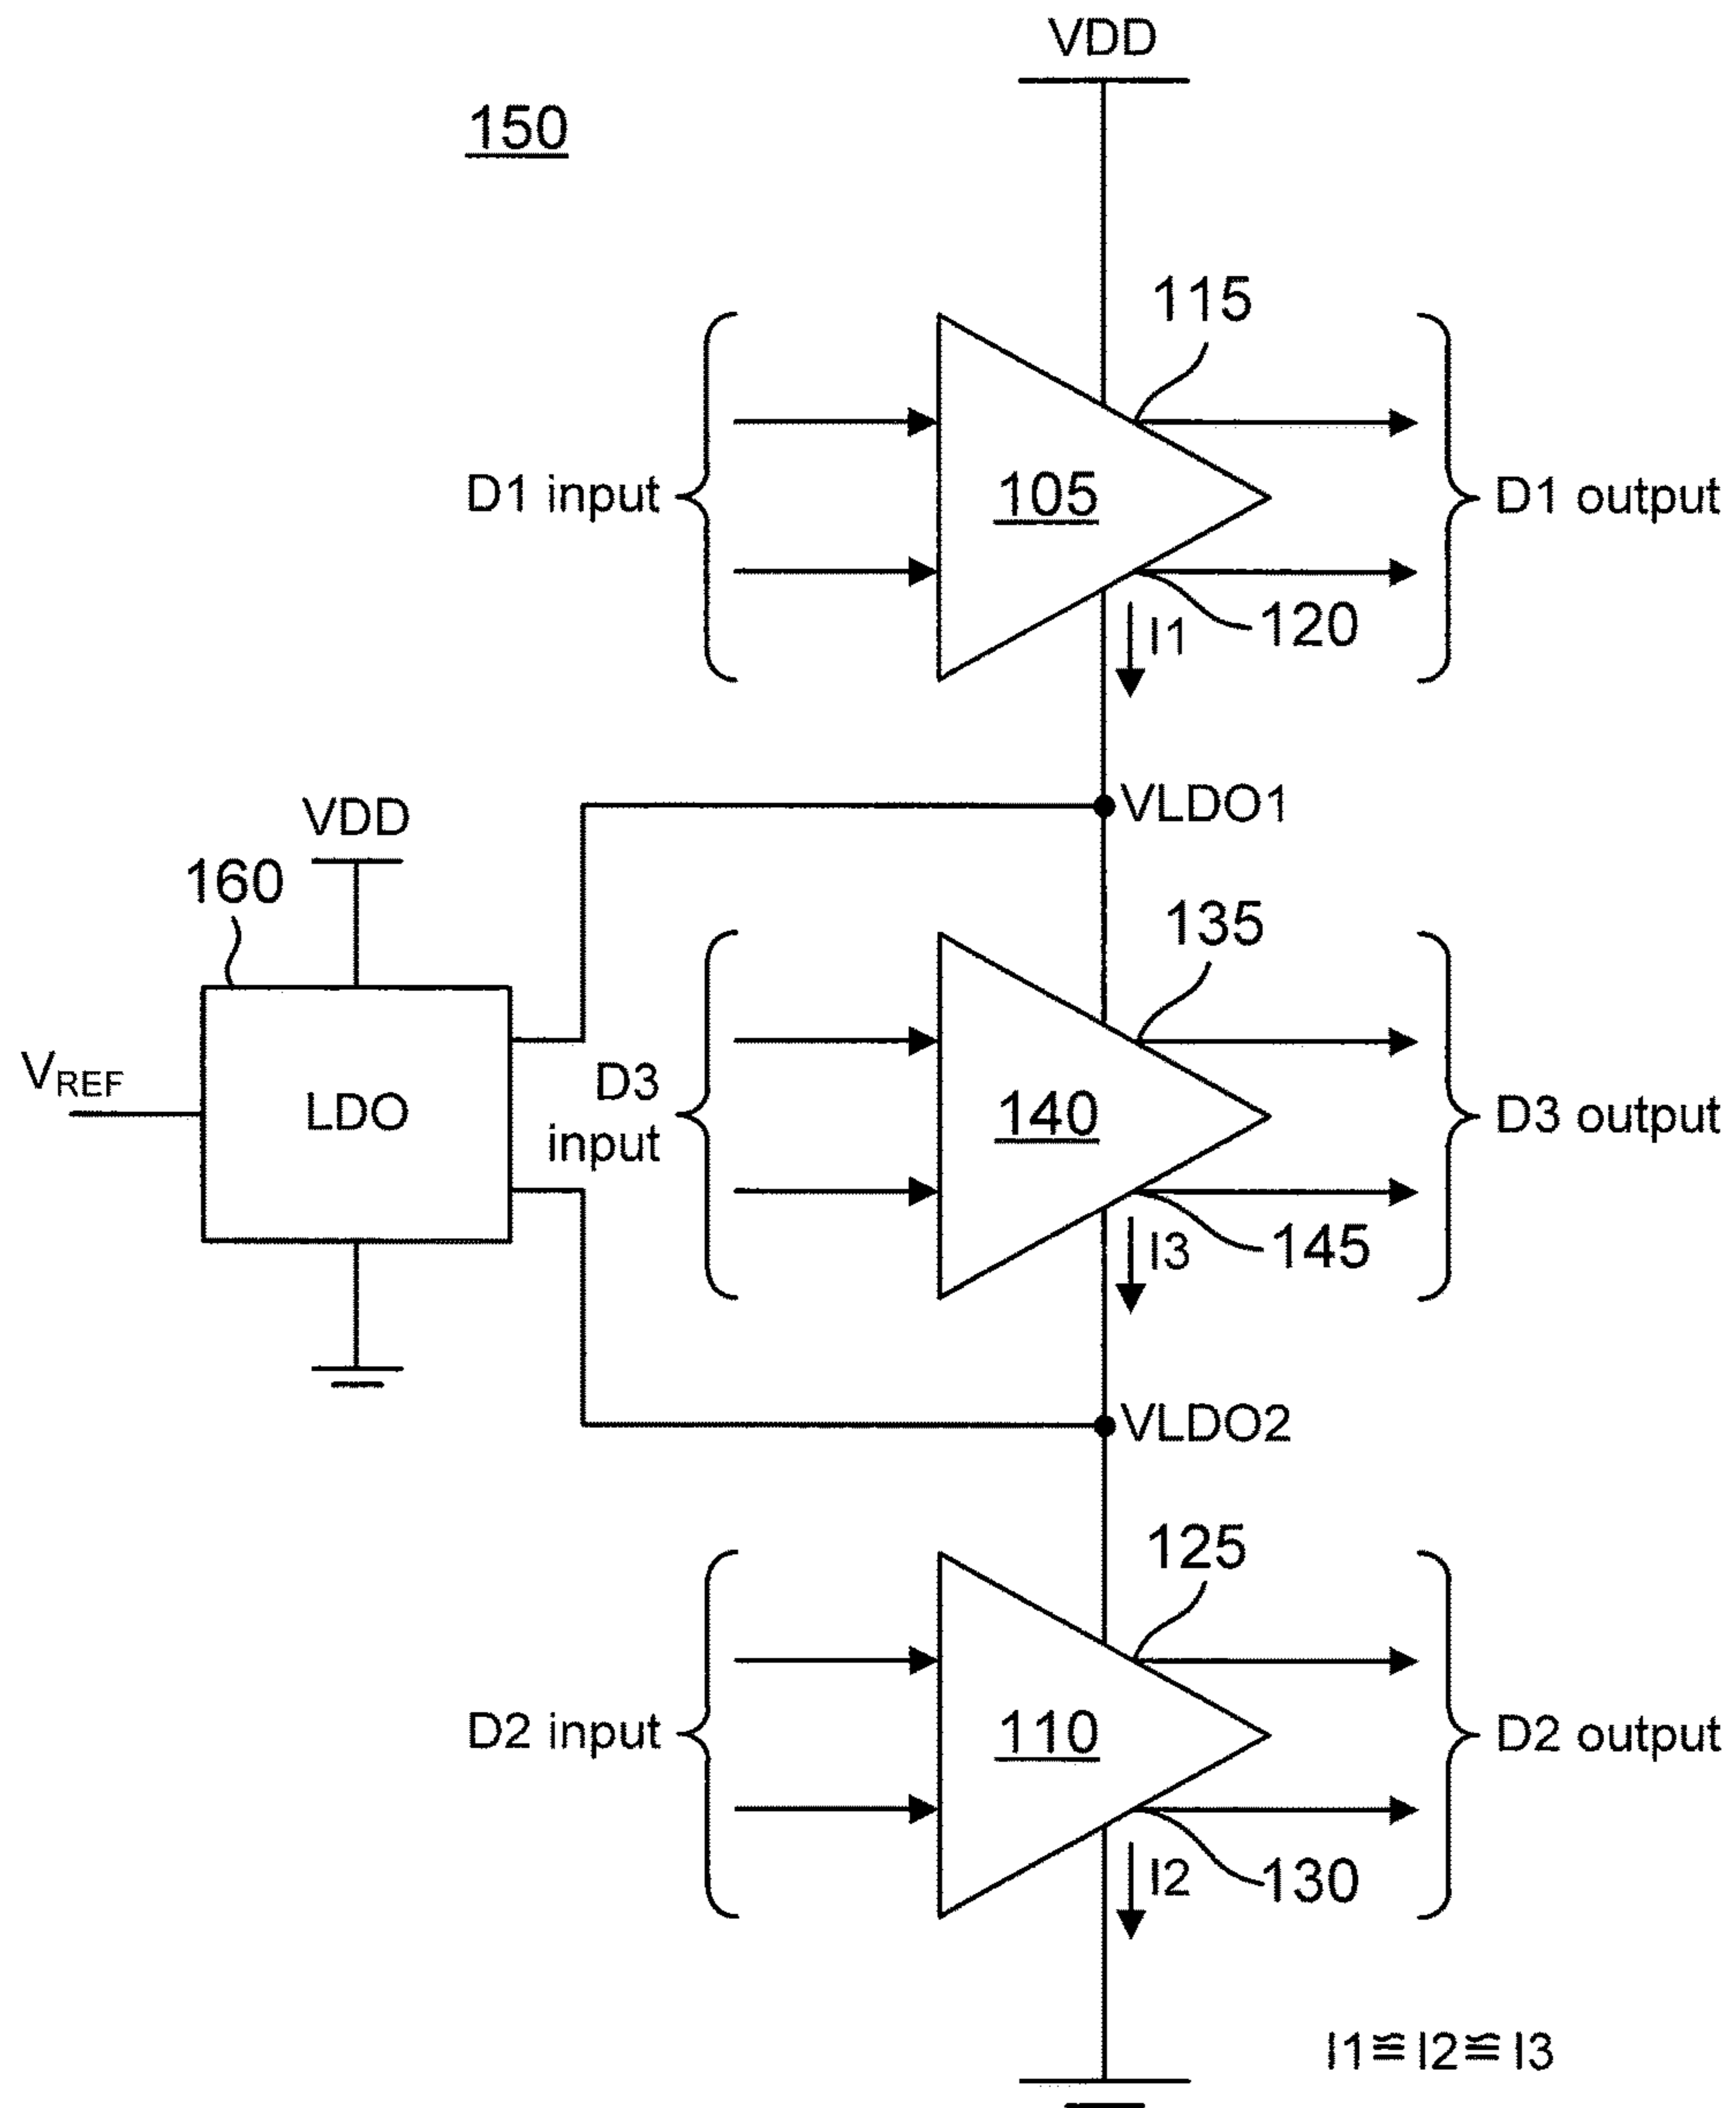 VDD
150
115
D1 input
105
D1 output
120
I1
VLDO1
VDD
160
135
VREF
LDO
D3
input
140
D3 output
145
I3
VLDO2
125
D2 input
110
D2 output
130
I2
I1≌I2≌I3